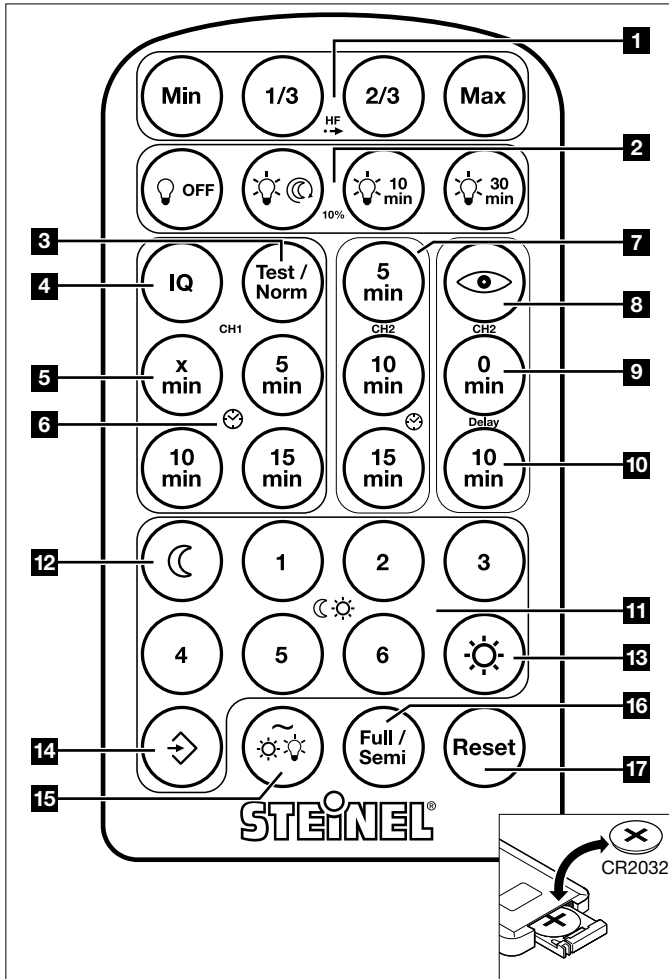 1
Min 1/3 2/3 Max
HF
2
OFF 10 min 30 min
10%
3
7
4
IQ Test / Norm 5 min
8
CH1 CH2 CH2
5
x min 5 min 10 min 0 min
9
6
Delay
10 min 15 min 15 min 10 min
10
12
1 2 3
11
4 5 6
13
16
14
Full / Semi Reset
15
17
STEINEL®
CR2032